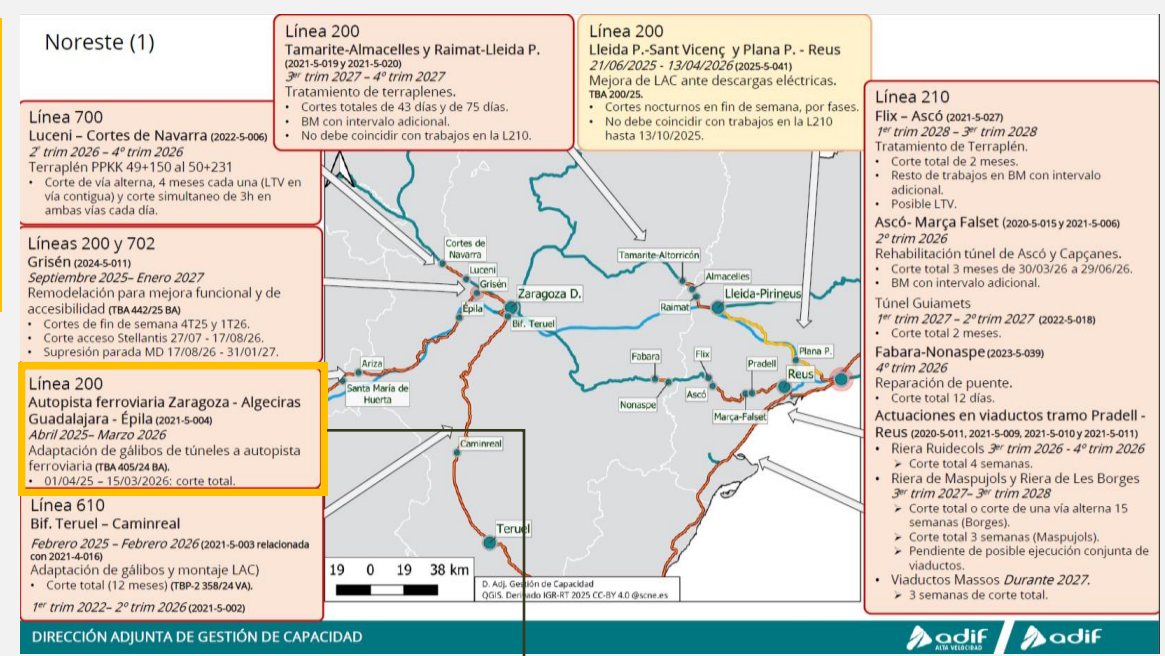 Noreste (1)
Línea 200
Tamarite-Almacelles y Raimat-Lleida P.
(2021-5-019 y 2021-5-020)
3er trim 2027 – 4º trim 2027
Tratamiento de terraplenes.
• Cortes totales de 43 días y de 75 días.
• BM con intervalo adicional.
• No debe coincidir con trabajos en la L210.
Línea 200
Lleida P.-Sant Vicenç y Plana P. - Reus
21/06/2025 - 13/04/2026 (2025-5-041)
Mejora de LAC ante descargas eléctricas.
TBA 200/25.
• Cortes nocturnos en fin de semana, por fases.
• No debe coincidir con trabajos en la L210
hasta 13/10/2025.
Línea 700
Luceni – Cortes de Navarra (2022-5-006)
2º trim 2026 – 4º trim 2026
Terraplén PPKK 49+150 al 50+231
• Corte de vía alterna, 4 meses cada una (LTV en
vía contigua) y corte simultaneo de 3h en
ambas vías cada día.
Líneas 200 y 702
Grisén (2024-5-011)
Septiembre 2025– Enero 2027
Remodelación para mejora funcional y de
accesibilidad (TBA 442/25 BA)
• Cortes de fin de semana 4T25 y 1T26.
• Corte acceso Stellantis 27/07 - 17/08/26.
• Supresión parada MD 17/08/26 - 31/01/27.
Línea 200
Autopista ferroviaria Zaragoza - Algeciras
Guadalajara - Épila (2021-5-004)
Abril 2025– Marzo 2026
Adaptación de gálibos de túneles a autopista
ferroviaria (TBA 405/24 BA).
• 01/04/25 – 15/03/2026: corte total.
Línea 610
Bif. Teruel – Caminreal
Febrero 2025 – Febrero 2026 (2021-5-003 relacionada
con 2021-4-016)
Adaptación de gálibos y montaje LAC)
• Corte total (12 meses) (TBP-2 358/24 VA).
1er trim 2022– 2º trim 2026 (2021-5-002)
Línea 210
Flix – Ascó (2021-5-027)
1er trim 2028 – 3er trim 2028
Tratamiento de Terraplén.
• Corte total de 2 meses.
• Resto de trabajos en BM con intervalo
adicional.
• Posible LTV.
Ascó- Marça Falset (2020-5-015 y 2021-5-006)
2º trim 2026
Rehabilitación túnel de Ascó y Capçanes.
• Corte total 3 meses de 30/03/26 a 29/06/26.
• BM con intervalo adicional.
Túnel Guiamets
1er trim 2027 – 2º trim 2027 (2022-5-018)
• Corte total 2 meses.
Fabara-Nonaspe (2023-5-039)
4º trim 2026
Reparación de puente.
• Corte total 12 días.
Actuaciones en viaductos tramo Pradell -
Reus (2020-5-011, 2021-5-009, 2021-5-010 y 2021-5-011)
• Riera Ruidecols 3er trim 2026 - 4º trim 2026
➢ Corte total 4 semanas.
• Riera de Maspujols y Riera de Les Borges
3er trim 2027– 3er trim 2028
➢ Corte total o corte de una vía alterna 15
semanas (Borges).
➢ Corte total 3 semanas (Maspujols).
➢ Pendiente de posible ejecución conjunta de
viaductos.
• Viaductos Massos Durante 2027.
➢ 3 semanas de corte total.
Cortes de
Navarra
Luceni
Grisén
Zaragoza D.
Épila
Bif. Teruel
Ariza
Santa María de
Huerta
Caminreal
Teruel
Tamarite-Altorricón
Almacelles
Raimat
Lleida-Pirineus
Plana P.
Fabara
Flix
Pradell
Reus
Nonaspe
Ascó
Marça-Falset
19 0 19 38 km
D. Adj. Gestión de Capacidad
QGIS. Derivado IGR-RT 2025 CC-BY 4.0 @scne.es
DIRECCIÓN ADJUNTA DE GESTIÓN DE CAPACIDAD
adif
ALTA VELOCIDAD
adif